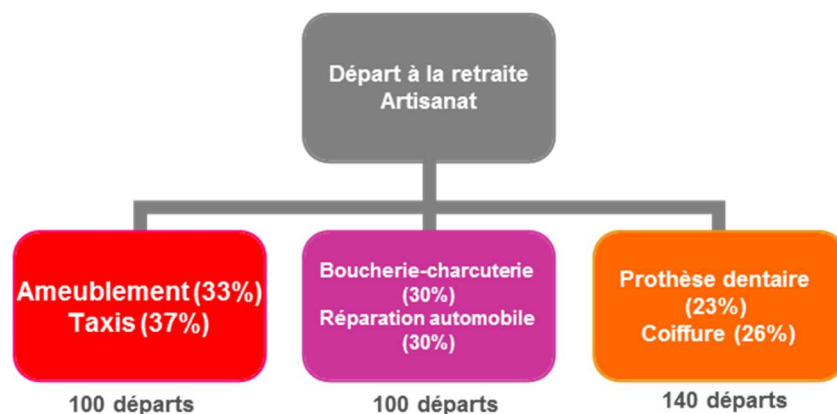 Départ à la retraite
Artisanat
Ameublement (33%)
Taxis (37%)
Boucherie-charcuterie
(30%)
Réparation automobile
(30%)
Prothèse dentaire
(23%)
Coiffure (26%)
100 départs
100 départs
140 départs